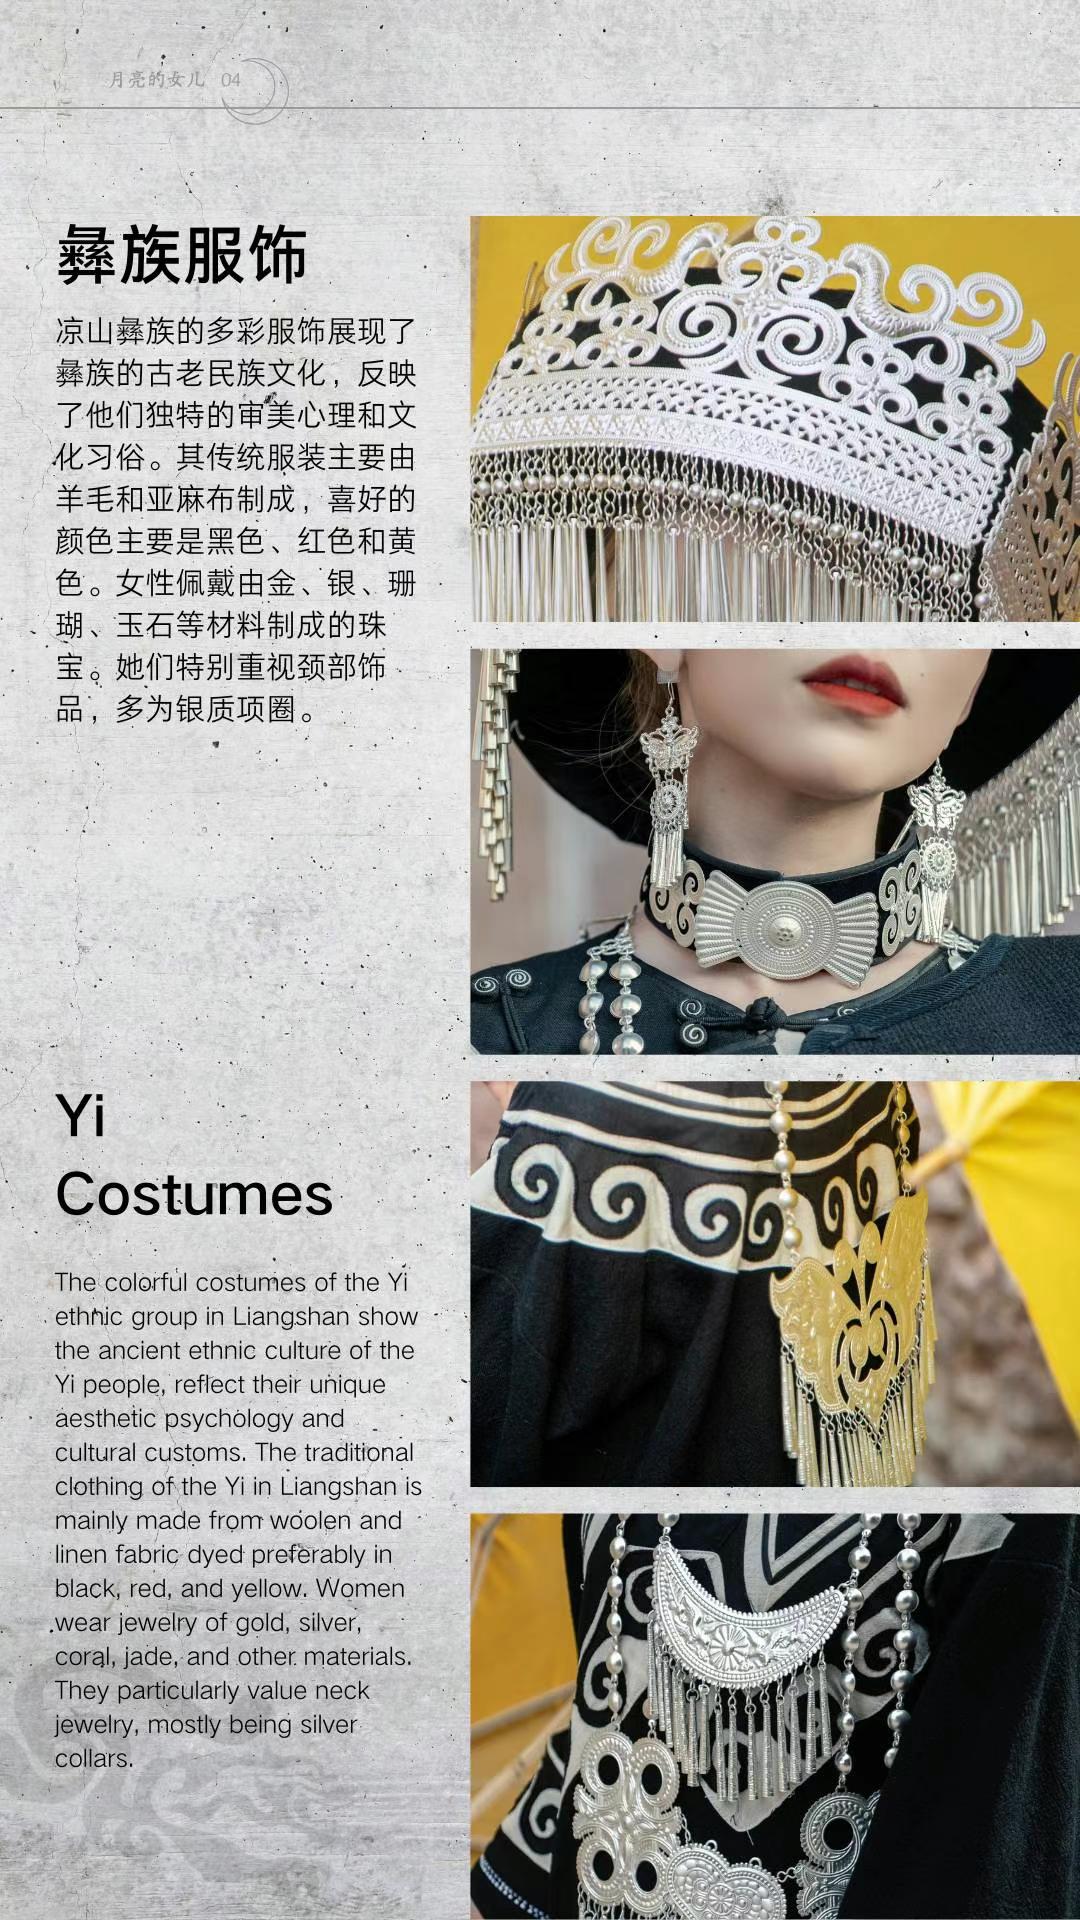 月亮的女儿 04
彝族服饰
凉山彝族的多彩服饰展现了
彝族的古老民族文化，反映
了他们独特的审美心理和文
化习俗。其传统服装主要由
羊毛和亚麻布制成，喜好的
颜色主要是黑色、红色和黄
色。女性佩戴由金、银、珊
瑚、玉石等材料制成的珠
宝。她们特别重视颈部饰
品，多为银质项圈。
Yi
Costumes
The colorful costumes of the Yi
ethnic group in Liangshan show
the ancient ethnic culture of the
Yi people, reflect their unique
aesthetic psychology and
cultural customs. The traditional
clothing of the Yi in Liangshan is
mainly made from woolen and
linen fabric dyed preferably in
black, red, and yellow. Women
wear jewelry of gold, silver,
coral, jade, and other materials.
They particularly value neck
jewelry, mostly being silver
collars.